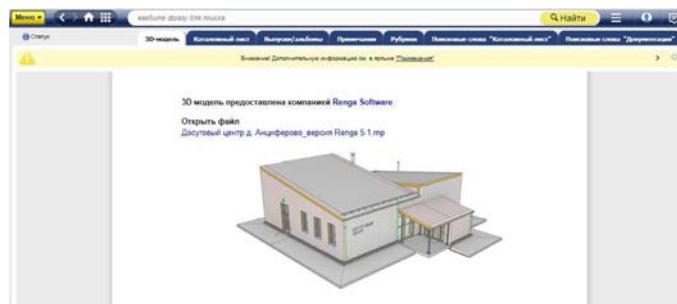 Меню
введите фразу для поиска
Найти
Статус
3D-модель
Каталожный лист
Выпуски/альбомы
Примечания
Рубрики
Поисковые слова "Каталожный лист"
Поисковые слова "Документация"
Внимание! Дополнительную информацию см. в ярлыке "Примечания"
3D модель предоставлена компанией Renga Software
Открыть файл
Досуговый центр д. Анциферово_версия Renga 5.1.rnp